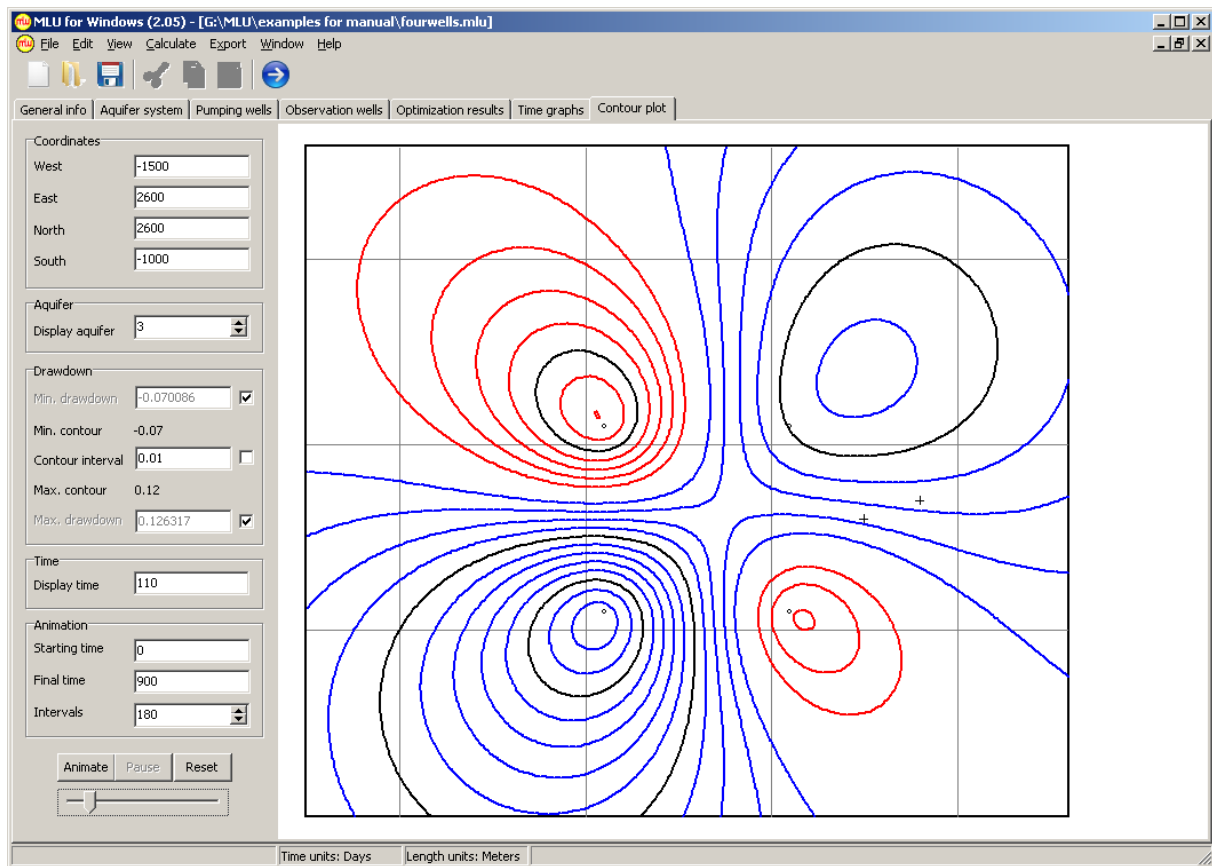 MLU for Windows (2.05) - [G:\MLU\examples for manual\fourwells.mlu]
File Edit View Calculate Export Window Help
General info Aquifer system Pumping wells Observation wells Optimization results Time graphs Contour plot
Coordinates
West -1500
East 2600
North 2600
South -1000
Aquifer
Display aquifer 3
Drawdown
Min. drawdown -0.070086
Min. contour -0.07
Contour interval 0.01
Max. contour 0.12
Max. drawdown 0.126317
Time
Display time 110
Animation
Starting time 0
Final time 900
Intervals 180
Animate Pause Reset
Time units: Days Length units: Meters